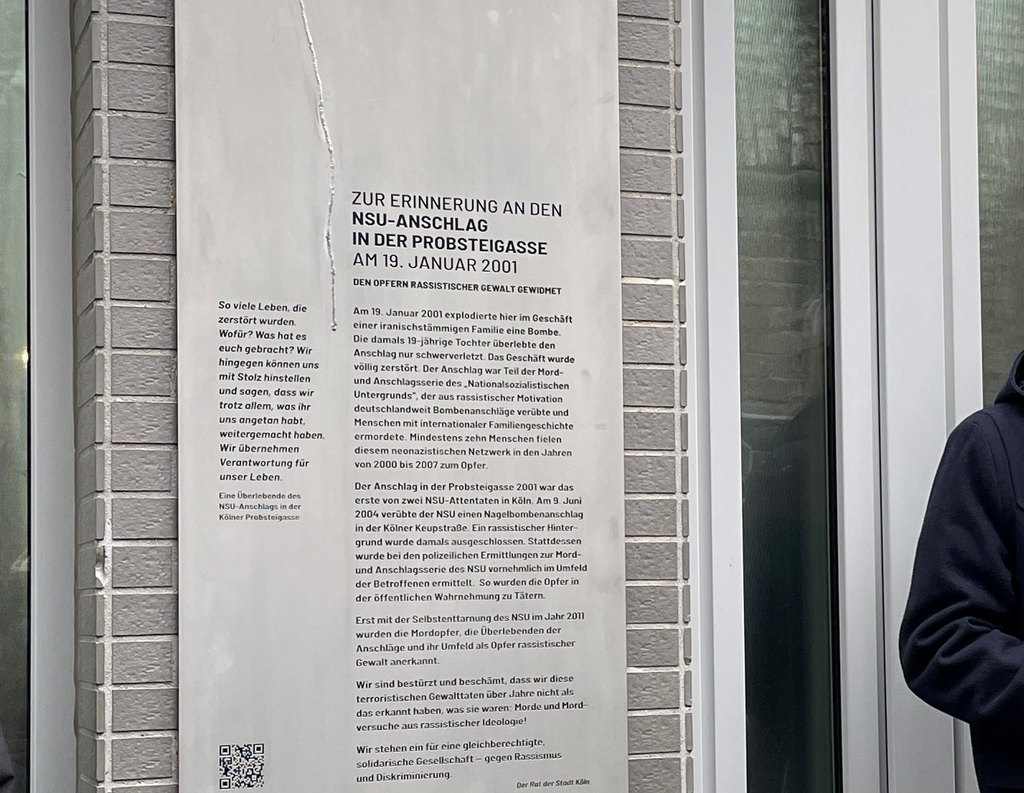 ZUR ERINNERUNG AN DEN
NSU-ANSCHLAG
IN DER PROBSTEIGASSE
AM 19. JANUAR 2001
DEN OPFERN RASSISTISCHER GEWALT GEWIDMET
So viele Leben, die
zerstört wurden.
Wofür? Was hat es
euch gebracht? Wir
hingegen können uns
mit Stolz hinstellen
und sagen, dass wir
trotz allem, was ihr
uns angetan habt,
weitergemacht haben.
Wir übernehmen
Verantwortung für
unser Leben.
Eine Überlebende des
NSU-Anschlags in der
Kölner Probsteigasse
Am 19. Januar 2001 explodierte hier im Geschäft
einer iranischstämmigen Familie eine Bombe.
Die damals 19-jährige Tochter überlebte den
Anschlag nur schwerverletzt. Das Geschäft wurde
völlig zerstört. Der Anschlag war Teil der Mord-
und Anschlagsserie des „Nationalsozialistischen
Untergrunds", der aus rassistischer Motivation
deutschlandweit Bombenanschläge verübte und
Menschen mit internationaler Familiengeschichte
ermordete. Mindestens zehn Menschen fielen
diesem neonazistischen Netzwerk in den Jahren
von 2000 bis 2007 zum Opfer.
Der Anschlag in der Probsteigasse 2001 war das
erste von zwei NSU-Attentaten in Köln. Am 9. Juni
2004 verübte der NSU einen Nagelbombenanschlag
in der Kölner Keupstraße. Ein rassistischer Hinter-
grund wurde damals ausgeschlossen. Stattdessen
wurde bei den polizeilichen Ermittlungen zur Mord-
und Anschlagsserie des NSU vornehmlich im Umfeld
der Betroffenen ermittelt. So wurden die Opfer in
der öffentlichen Wahrnehmung zu Tätern.
Erst mit der Selbstenttarnung des NSU im Jahr 2011
wurden die Mordopfer, die Überlebenden der
Anschläge und ihr Umfeld als Opfer rassistischer
Gewalt anerkannt.
Wir sind bestürzt und beschämt, dass wir diese
terroristischen Gewalttaten über Jahre nicht als
das erkannt haben, was sie waren: Morde und Mord-
versuche aus rassistischer Ideologie!
Wir stehen ein für eine gleichberechtigte,
solidarische Gesellschaft – gegen Rassismus
und Diskriminierung.
Der Rat der Stadt Köln